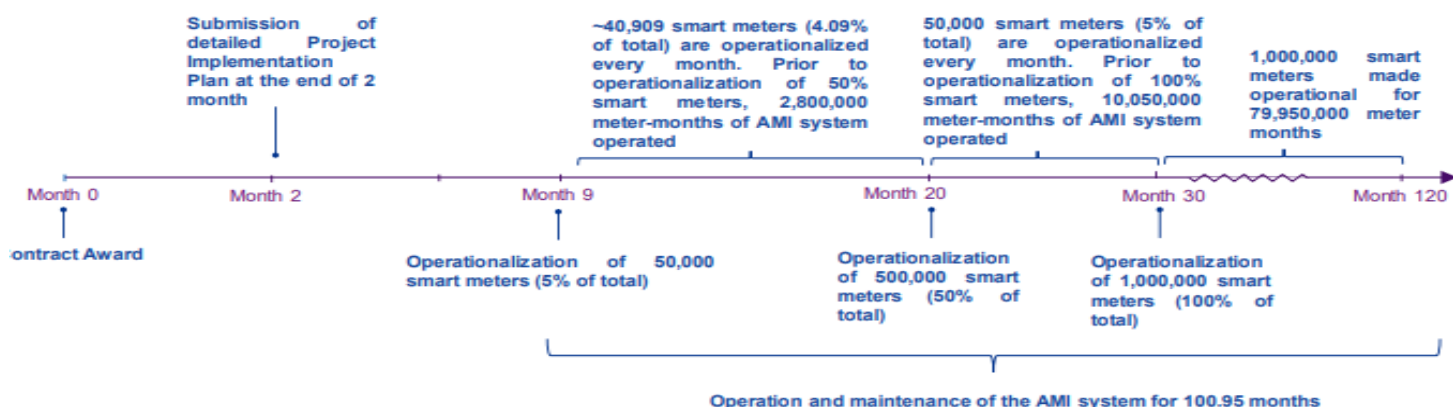 Submission of
detailed Project
Implementation
Plan at the end of 2
month
~40,909 smart meters (4.09%
of total) are operationalized
every month. Prior to
operationalization of 50%
smart meters, 2,800,000
meter-months of AMI system
operated
50,000 smart meters (5% of
total) are operationalized
every month. Prior to
operationalization of 100%
smart meters, 10,050,000
meter-months of AMI system
operated
1,000,000 smart
meters made
operational for
79,950,000 meter
months
Month 0
Month 2
Month 9
Month 20
Month 30
Month 120
ontract Award
Operationalization of 50,000
smart meters (5% of total)
Operationalization
of 500,000 smart
meters (50% of
total)
Operationalization
of 1,000,000 smart
meters (100% of
total)
Operation and maintenance of the AMI system for 100.95 months